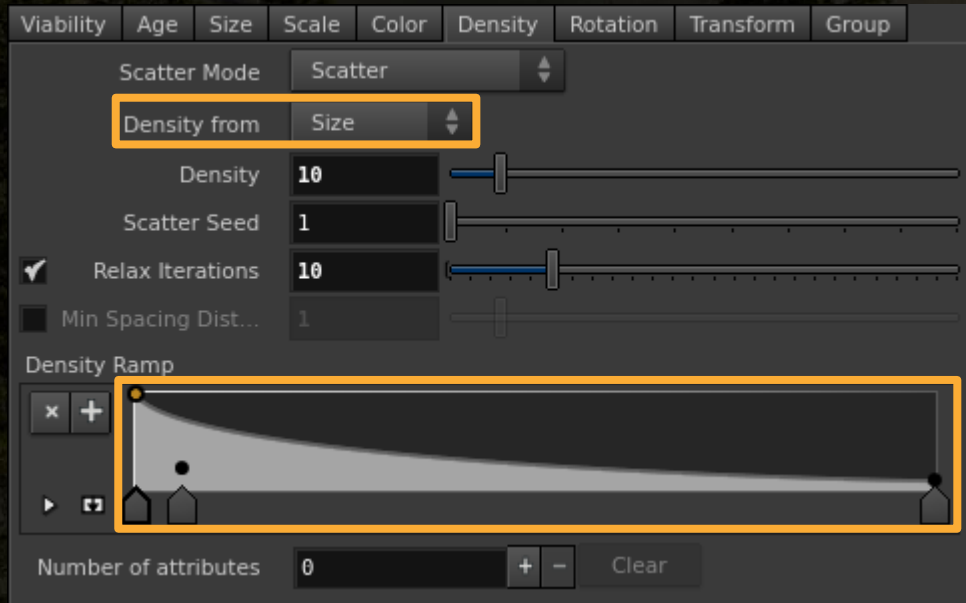 Viability Age Size Scale Color Density Rotation Transform Group
Scatter Mode Scatter
Density from Size
Density 10
Scatter Seed 1
Relax Iterations 10
Min Spacing Dist... 1
Density Ramp
Number of attributes 0 + − Clear